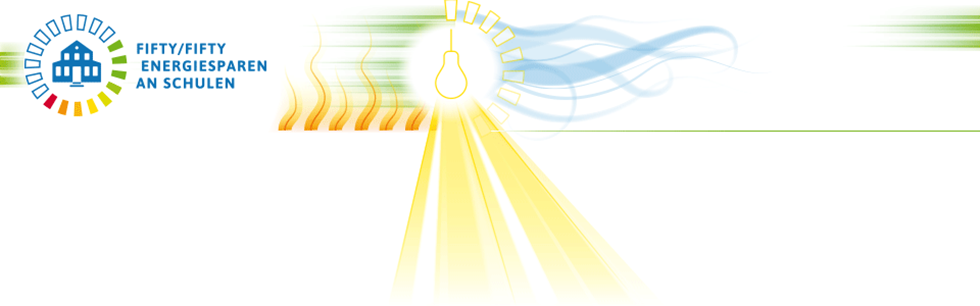 FIFTY/FIFTY
ENERGIESPAREN
AN SCHULEN